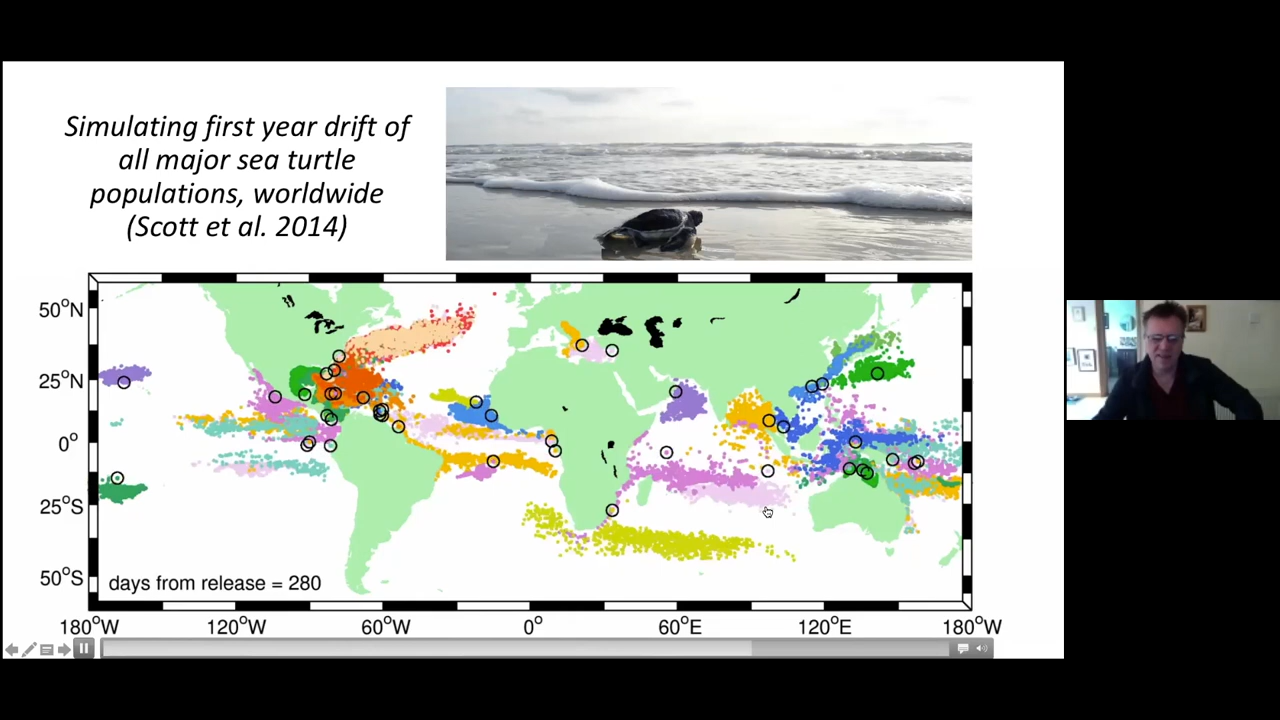 Simulating first year drift of
all major sea turtle
populations, worldwide
(Scott et al. 2014)
50°N
25°N
0°
25°S
50°S
days from release = 280
180°W
120°W
60°W
0°
60°E
120°E
180°W